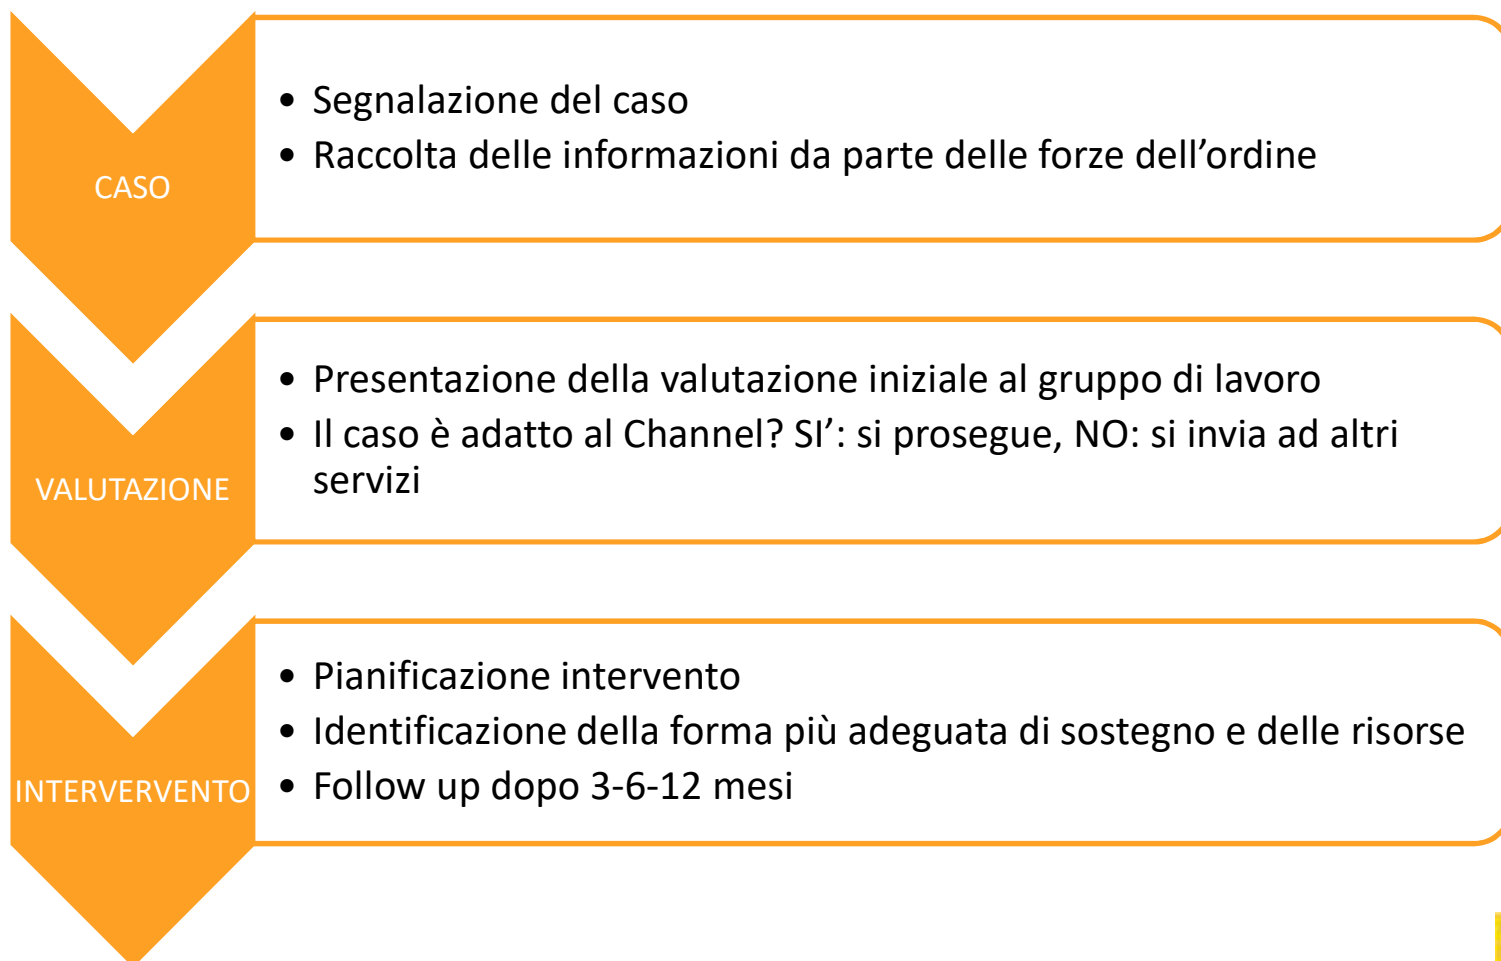 CASO
• Segnalazione del caso
• Raccolta delle informazioni da parte delle forze dell’ordine
VALUTAZIONE
• Presentazione della valutazione iniziale al gruppo di lavoro
• Il caso è adatto al Channel? SI’: si prosegue, NO: si invia ad altri
servizi
INTERVERVENTO
• Pianificazione intervento
• Identificazione della forma più adeguata di sostegno e delle risorse
• Follow up dopo 3-6-12 mesi